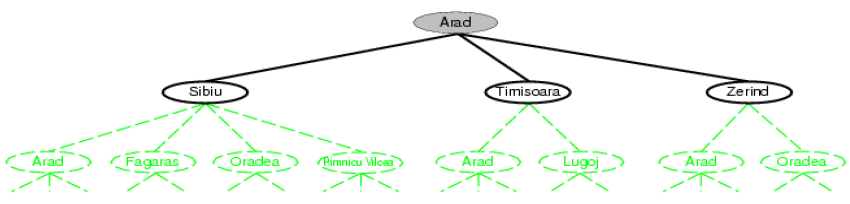 Arad
Sibiu Timisoara Zerind
Arad Fagaras Oradea Rimnicu Vilcea Arad Lugoj Arad Oradea